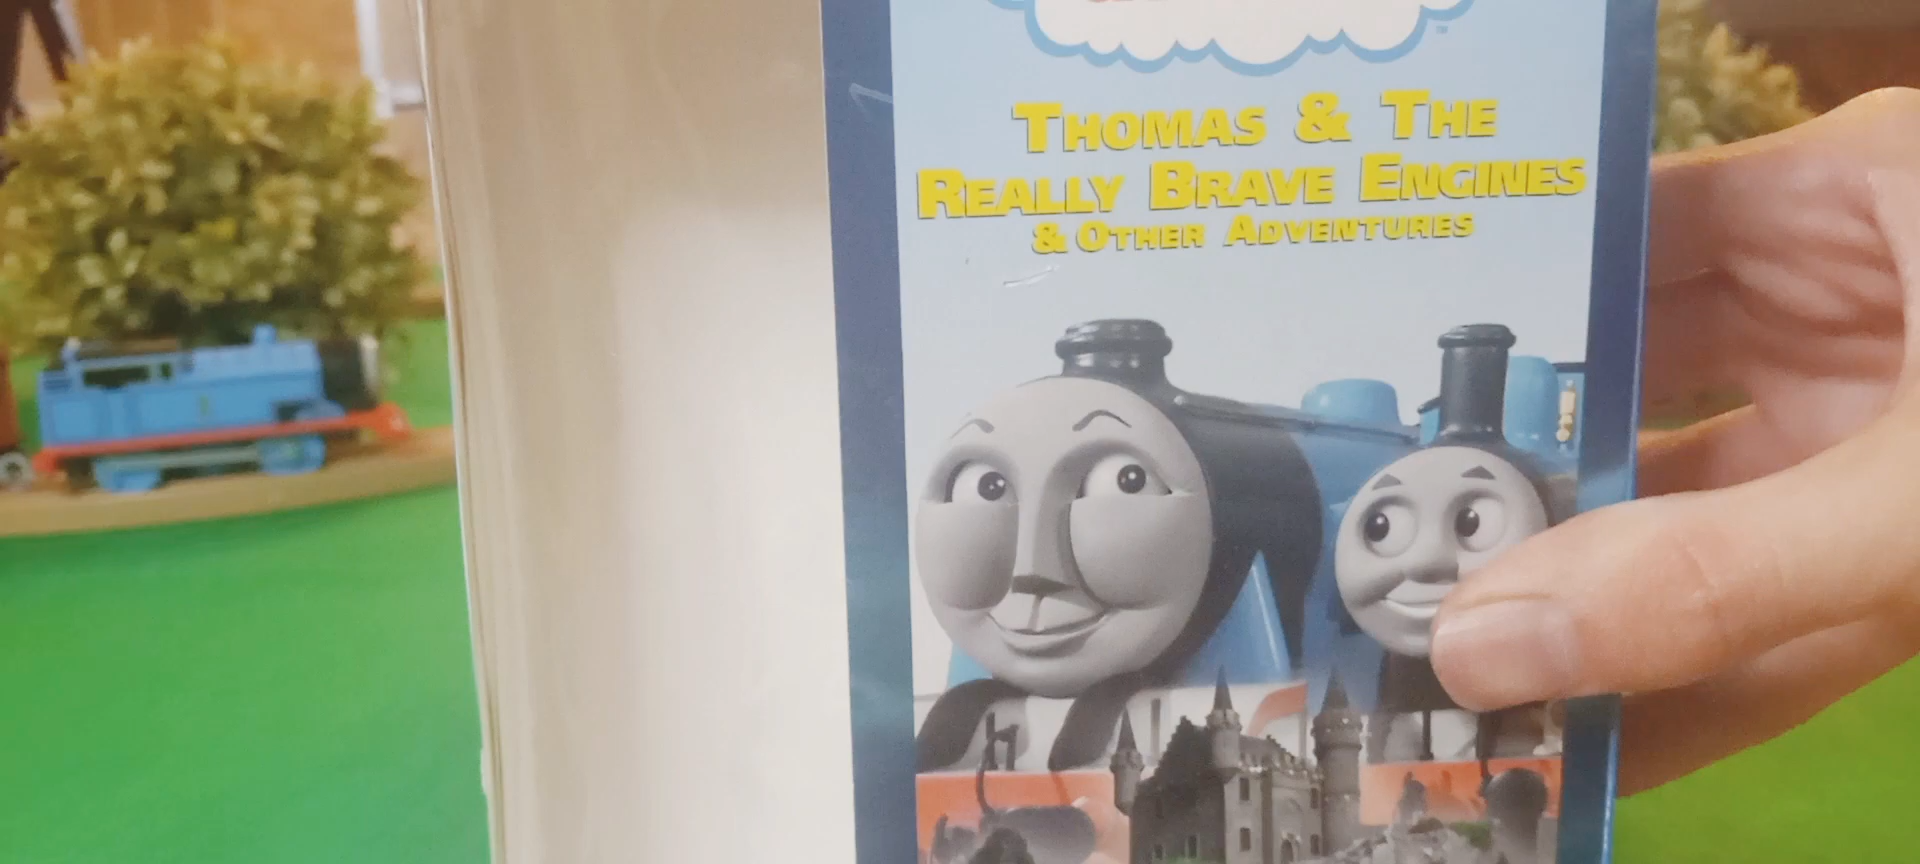 THOMAS & THE
REALLY BRAVE ENGINES
& OTHER ADVENTURES